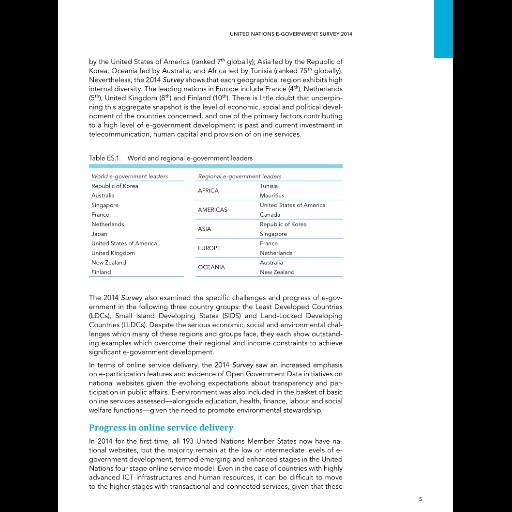 UNITED NATIONS E-GOVERNMENT SURVEY 2014
by the United States of America (ranked 7th globally); Asia led by the Republic of
Korea; Oceania led by Australia; and Africa led by Tunisia (ranked 75th globally).
Nevertheless, the 2014 Survey shows that each geographical region exhibits high
internal diversity. The leading nations in Europe include France (4th), Netherlands
(5th), United Kingdom (8th) and Finland (10th). There is little doubt that underpin-
ning this aggregate snapshot is the level of economic, social and political devel-
opment of the countries concerned, and one of the primary factors contributing
to a high level of e-government development is past and current investment in
telecommunication, human capital and provision of online services.
Table ES.1. World and regional e-government leaders
World e-government leaders Regional e-government leaders
Republic of Korea AFRICA Tunisia
Australia Mauritius
Singapore AMERICAS United States of America
France Canada
Netherlands ASIA Republic of Korea
Japan Singapore
United States of America EUROPE France
United Kingdom Netherlands
New Zealand OCEANIA Australia
Finland New Zealand
The 2014 Survey also examined the specific challenges and progress of e-gov-
ernment in the following three country groups: the Least Developed Countries
(LDCs), Small Island Developing States (SIDS) and Land-Locked Developing
Countries (LLDCs). Despite the serious economic, social and environmental chal-
lenges which many of these regions and groups face, they each show outstand-
ing examples which overcome their regional and income constraints to achieve
significant e-government development.
In terms of online service delivery, the 2014 Survey saw an increased emphasis
on e-participation features and evidence of Open Government Data initiatives on
national websites given the evolving expectations about transparency and par-
ticipation in public affairs. E-environment was also included in the basket of basic
online services assessed—alongside education, health, finance, labour and social
welfare functions—given the need to promote environmental stewardship.
Progress in online service delivery
In 2014 for the first time, all 193 United Nations Member States now have na-
tional websites, but the majority remain at the low or intermediate levels of e-
government development, termed emerging and enhanced stages in the United
Nations four stage online service model. Even in the case of countries with highly
advanced ICT infrastructures and human resources, it can be difficult to move
to the higher stages with transactional and connected services, given that these
5